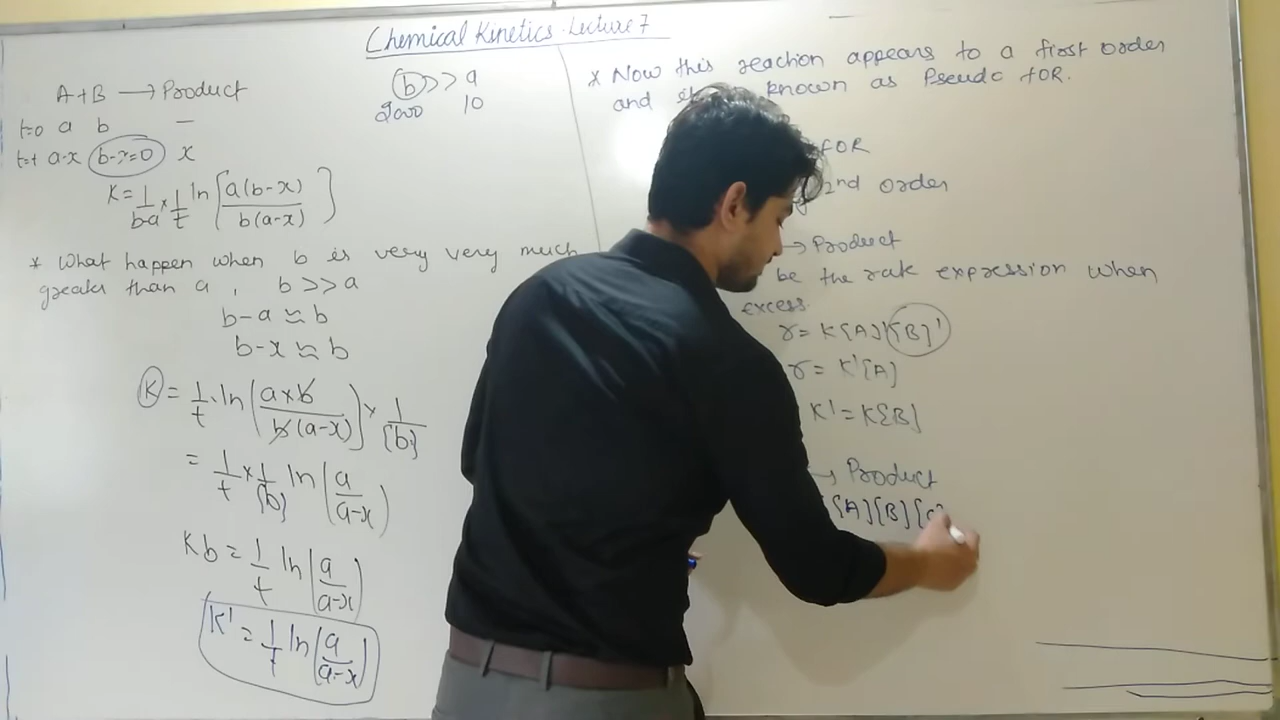 Chemical Kinetics - Lecture 7
A + B → Product
t=0 a b —
t=t a-x b-x=0 x
K = 1/b-a × 1/t ln [a(b-x)/b(a-x)]
b >> a
2000 10
* What happen when b is very very much
greater than a , b >> a
b-a ≈ b
b-x ≈ b
K = 1/t . ln (a×b/b(a-x)) × 1/[b]
= 1/t × 1/[b] ln (a/a-x)
Kb = 1/t ln (a/a-x)
K' = 1/t ln (a/a-x)
* Now this reaction appears to a first order
and known as Pseudo FOR.
FOR
2nd order
→ Product
be the rate expression when
excess.
r = K[A][B]'
r = K'[A]
K' = K[B]
→ Product
[A][B][C]